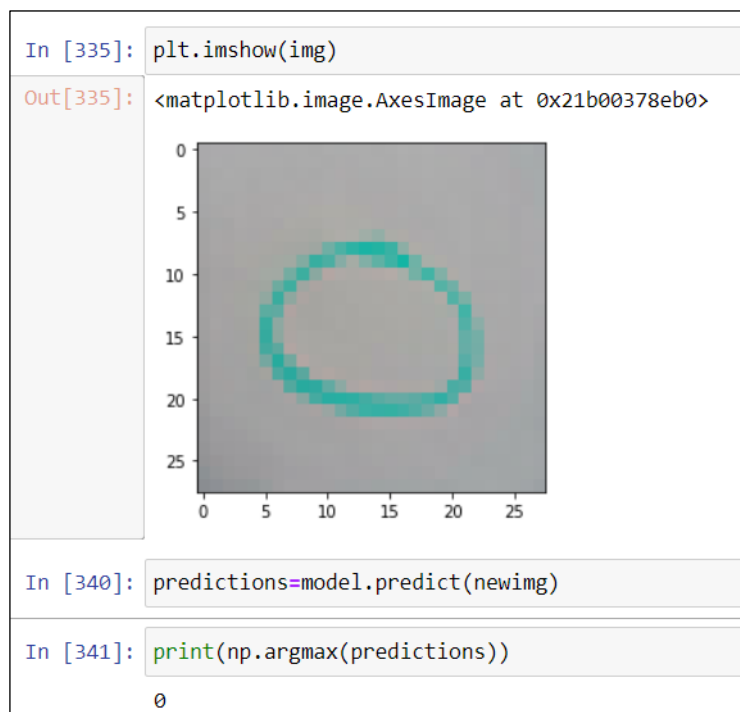 In [335]: plt.imshow(img)
Out[335]: <matplotlib.image.AxesImage at 0x21b00378eb0>
0
5
10
15
20
25
0 5 10 15 20 25
In [340]: predictions=model.predict(newimg)
In [341]: print(np.argmax(predictions))
0